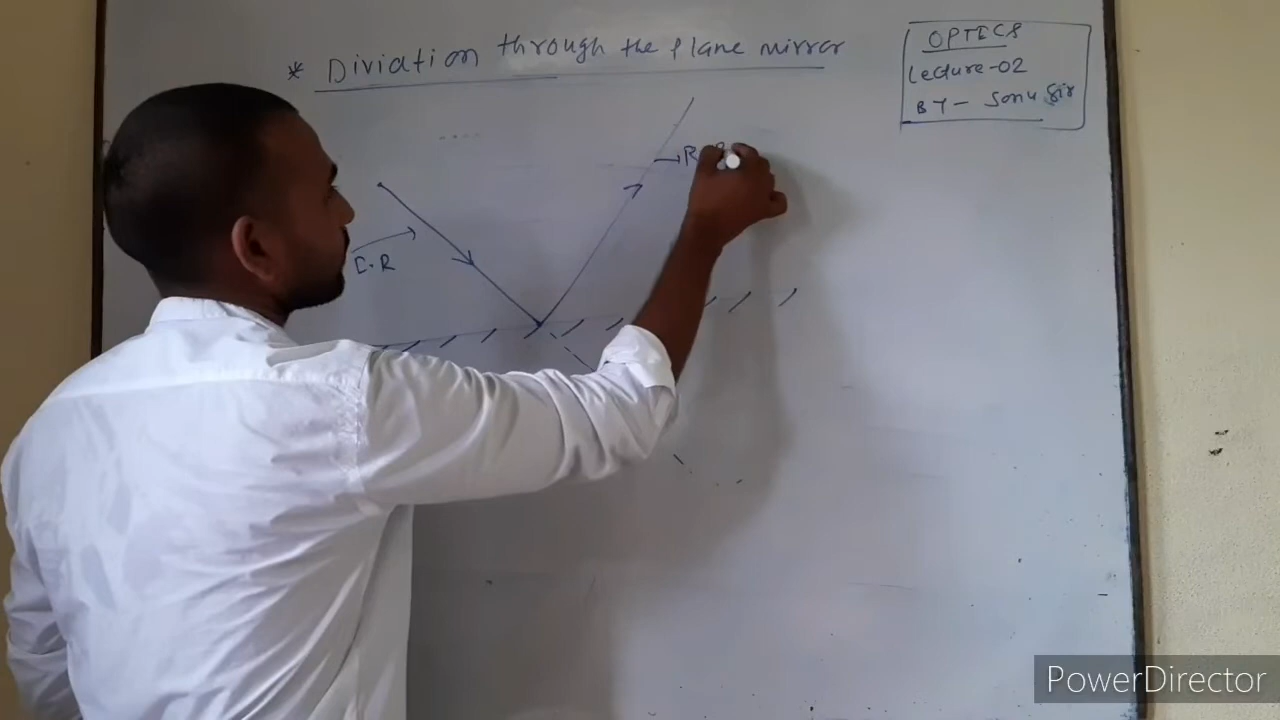 * Diviation through the plane mirror
OPTICS
Lecture-02
BY - Sonu Sir
I.R
PowerDirector